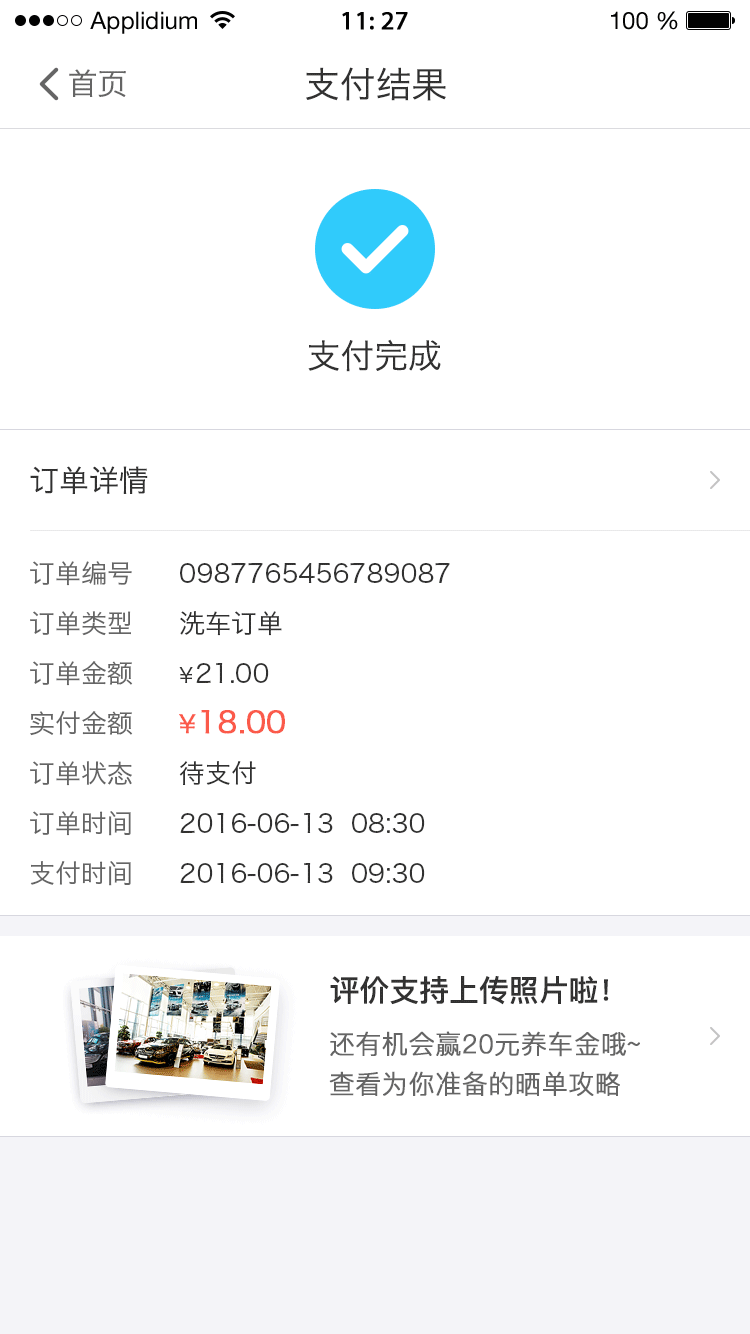 Applidium 11:27 100 %
首页 支付结果
支付完成
订单详情
订单编号 0987765456789087
订单类型 洗车订单
订单金额 ¥21.00
实付金额 ¥18.00
订单状态 待支付
订单时间 2016-06-13 08:30
支付时间 2016-06-13 09:30
评价支持上传照片啦！
还有机会赢20元养车金哦~
查看为你准备的晒单攻略